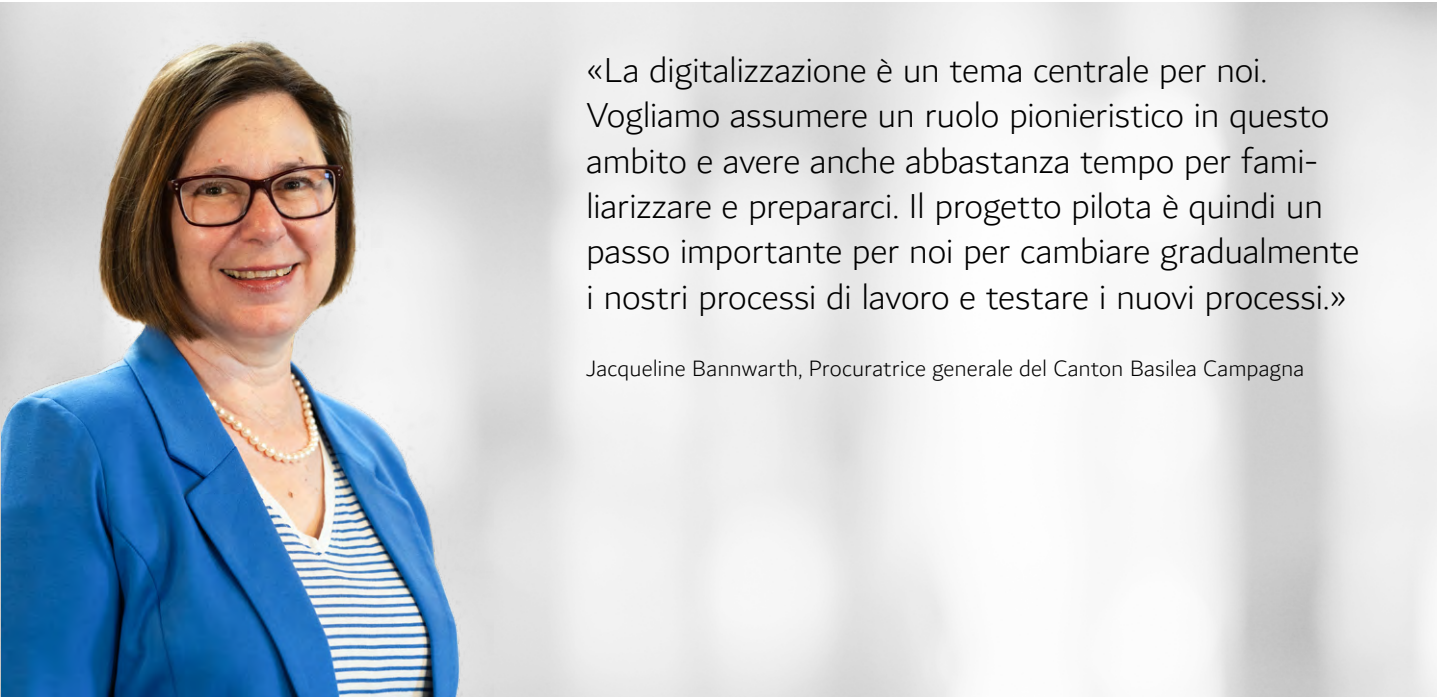 «La digitalizzazione è un tema centrale per noi.
Vogliamo assumere un ruolo pionieristico in questo
ambito e avere anche abbastanza tempo per fami-
liarizzare e prepararci. Il progetto pilota è quindi un
passo importante per noi per cambiare gradualmente
i nostri processi di lavoro e testare i nuovi processi.»
Jacqueline Bannwarth, Procuratrice generale del Canton Basilea Campagna